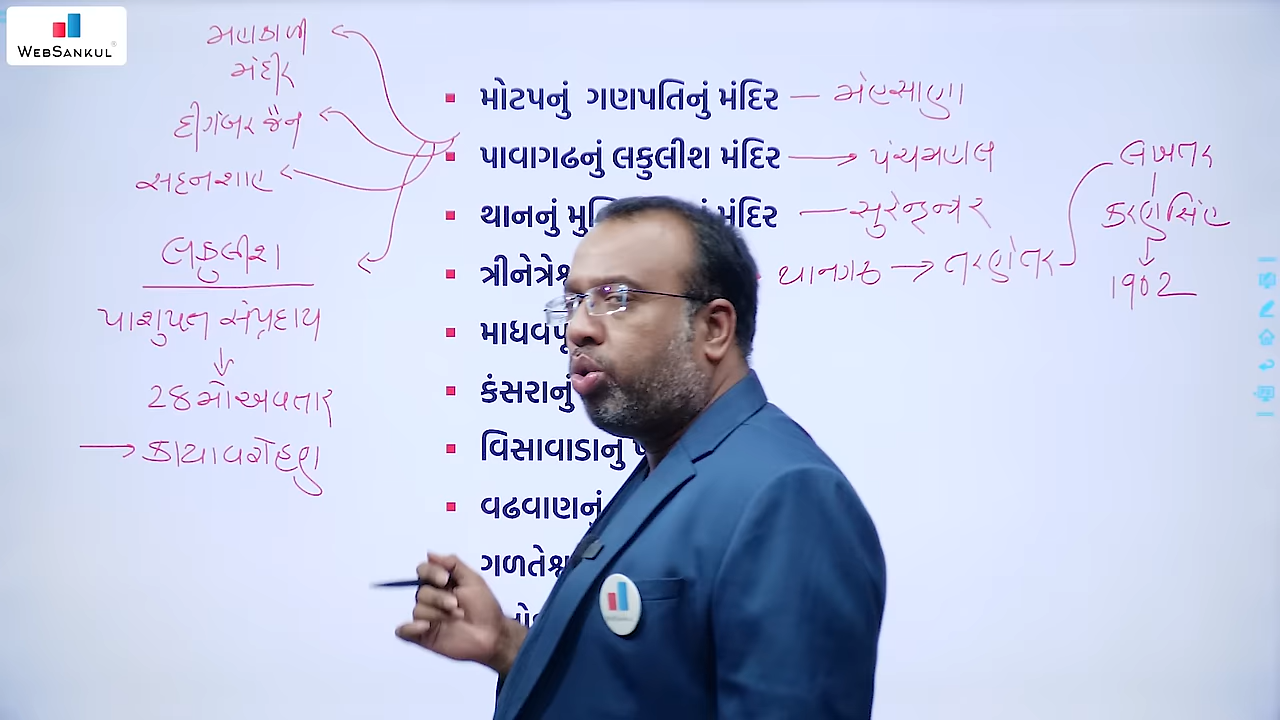 WEBSANKUL
મહાકાળી
મંદીર
દીગંબર જૈન
સદનશાહ
લકુલીશ
પાશુપત સંપ્રદાય
28મો અવતાર
કાયાવરોહણ
મોટપનું ગણપતિનું મંદિર — મેહસાણા
પાવાગઢનું લકુલીશ મંદિર → પંચમહાલ
થાનનું મુનિ મંદિર — સુરેન્દ્રનગર
ત્રીનેત્રેશ્વ થાનગઢ → તરણેતર
માધવપૂ
કંસરાનું
વિસાવાડાનુ
વઢવાણનું
ગળતેશ્વ
લખતર
કરણસિંહ
1902